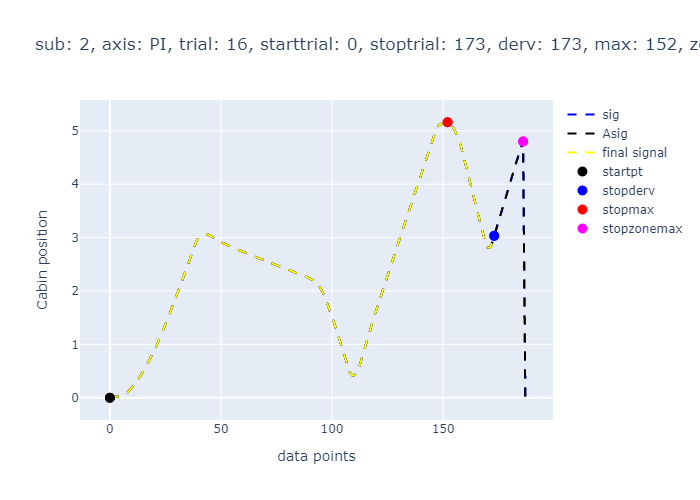 sub: 2, axis: PI, trial: 16, starttrial: 0, stoptrial: 173, derv: 173, max: 152,
sig
Asig
final signal
startpt
stopderv
stopmax
stopzonemax
Cabin position
5
4
3
2
1
0
0
50
100
150
data points